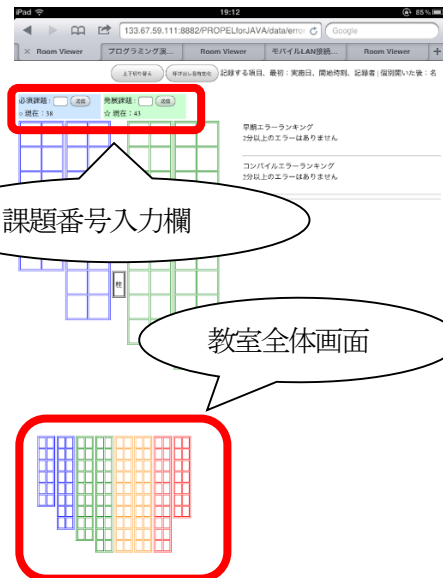 iPad 19:12 85%
133.67.59.111:8882/PROPELforJAVA/data/error Google
× Room Viewer プログラミング演... Room Viewer モバイルLAN接続... Room Viewer +
上下切り替え 記録する項目、最初：実施日、開始時刻、記録者 | 個別開いた後：名
必須課題： 送信 発展課題： 送信
○ 現在：38 ☆ 現在：43
早期エラーランキング
2分以上のエラーはありません
コンパイルエラーランキング
2分以上のエラーはありません
課題番号入力欄
柱
教室全体画面